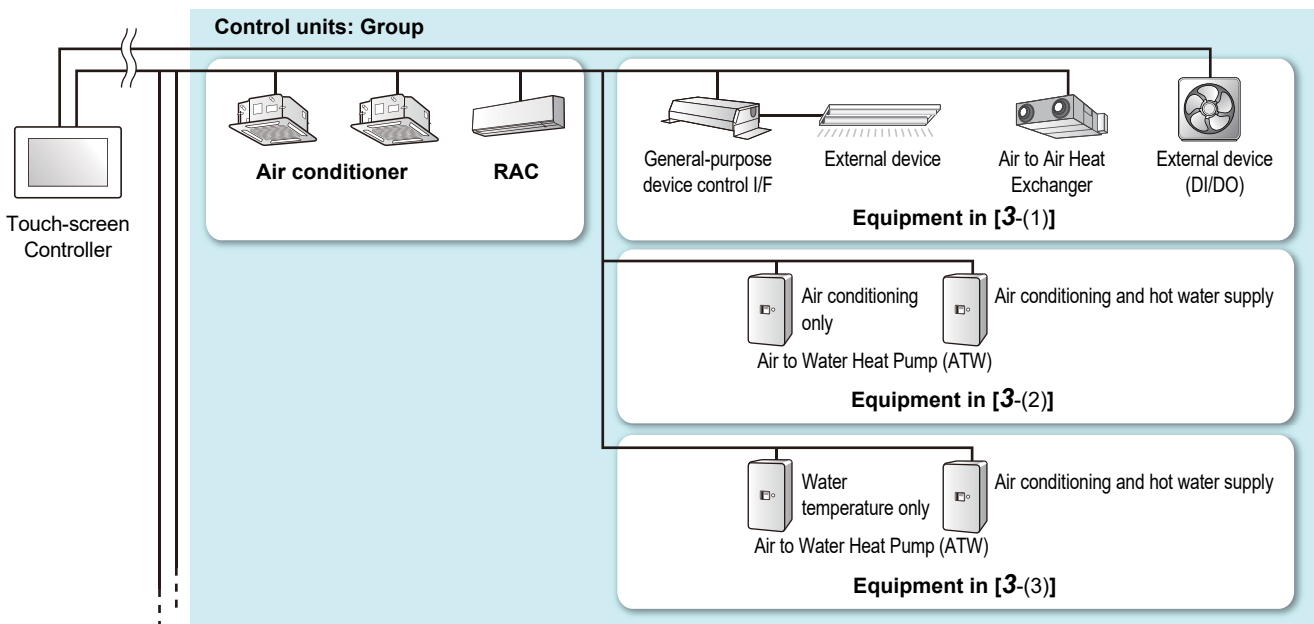 Control units: Group
Touch-screen
Controller
Air conditioner
RAC
General-purpose
device control I/F
External device
Air to Air Heat
Exchanger
External device
(DI/DO)
Equipment in [3-(1)]
Air conditioning
only
Air conditioning and hot water supply
Air to Water Heat Pump (ATW)
Equipment in [3-(2)]
Water
temperature only
Air conditioning and hot water supply
Air to Water Heat Pump (ATW)
Equipment in [3-(3)]